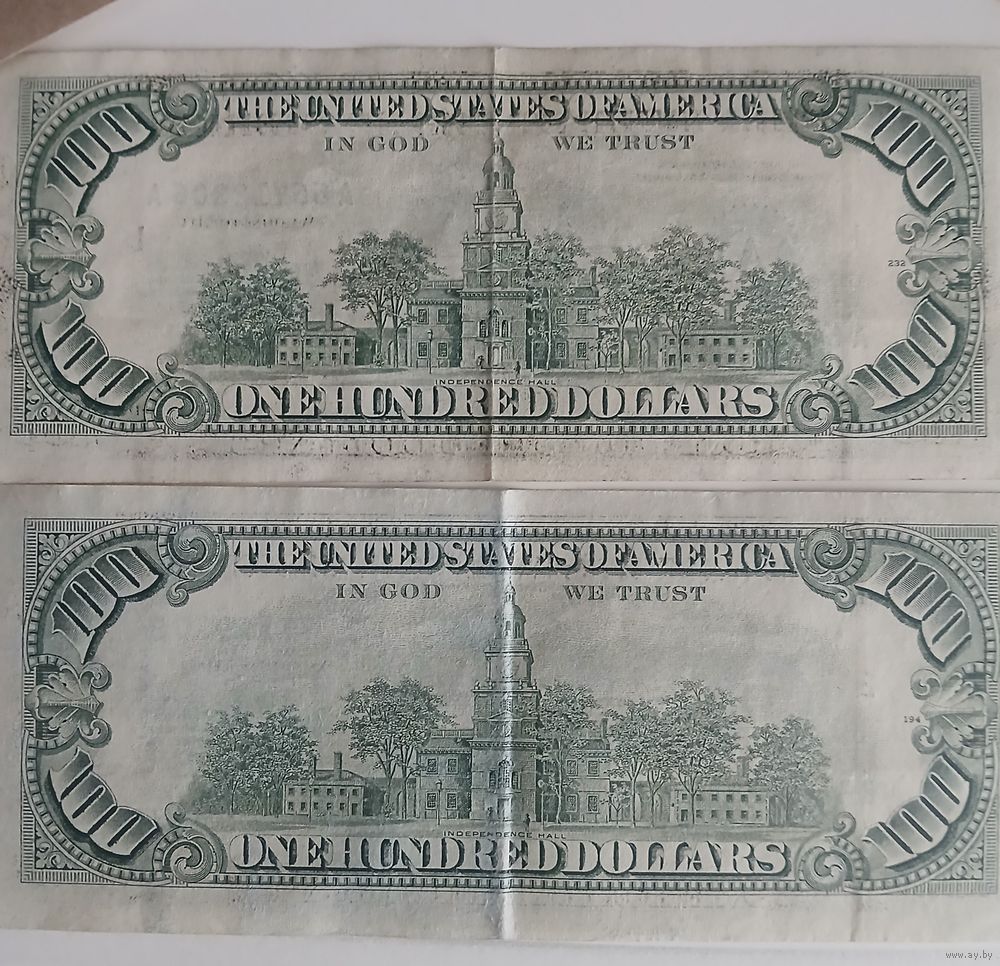 THE UNITED STATES OF AMERICA
IN GOD WE TRUST
100 100
232
100 100
INDEPENDENCE HALL
ONE HUNDRED DOLLARS
THE UNITED STATES OF AMERICA
IN GOD WE TRUST
100 100
194
100 100
INDEPENDENCE HALL
ONE HUNDRED DOLLARS
www.ay.by